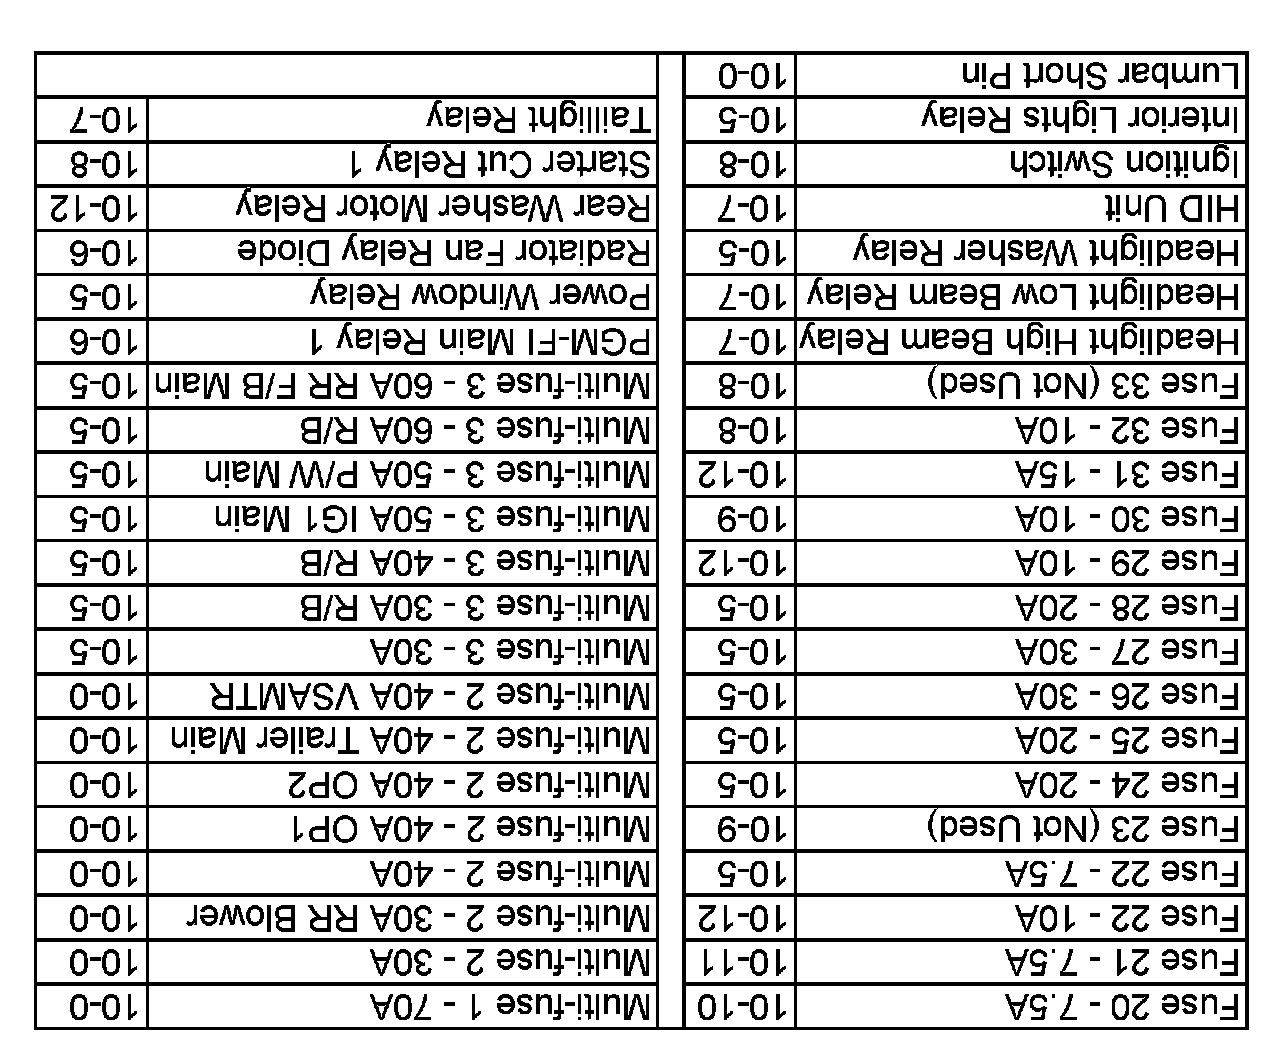 Fuse 20 - 7.5A 10-10 Multi-fuse 1 - 70A 10-0
Fuse 21 - 7.5A 10-11 Multi-fuse 2 - 30A 10-0
Fuse 22 - 10A 10-12 Multi-fuse 2 - 30A RR Blower 10-0
Fuse 22 - 7.5A 10-5 Multi-fuse 2 - 40A 10-0
Fuse 23 (Not Used) 10-9 Multi-fuse 2 - 40A OP1 10-0
Fuse 24 - 20A 10-5 Multi-fuse 2 - 40A OP2 10-0
Fuse 25 - 20A 10-5 Multi-fuse 2 - 40A Trailer Main 10-0
Fuse 26 - 30A 10-5 Multi-fuse 2 - 40A VSAMTR 10-0
Fuse 27 - 30A 10-5 Multi-fuse 3 - 30A 10-5
Fuse 28 - 20A 10-5 Multi-fuse 3 - 30A R/B 10-5
Fuse 29 - 10A 10-12 Multi-fuse 3 - 40A R/B 10-5
Fuse 30 - 10A 10-9 Multi-fuse 3 - 50A IG1 Main 10-5
Fuse 31 - 15A 10-12 Multi-fuse 3 - 50A P/W Main 10-5
Fuse 32 - 10A 10-8 Multi-fuse 3 - 60A R/B 10-5
Fuse 33 (Not Used) 10-8 Multi-fuse 3 - 60A RR F/B Main 10-5
Headlight High Beam Relay 10-7 PGM-FI Main Relay 1 10-6
Headlight Low Beam Relay 10-7 Power Window Relay 10-5
Headlight Washer Relay 10-5 Radiator Fan Relay Diode 10-6
HID Unit 10-7 Rear Washer Motor Relay 10-12
Ignition Switch 10-8 Starter Cut Relay 1 10-8
Interior Lights Relay 10-5 Taillight Relay 10-7
Lumbar Short Pin 10-0